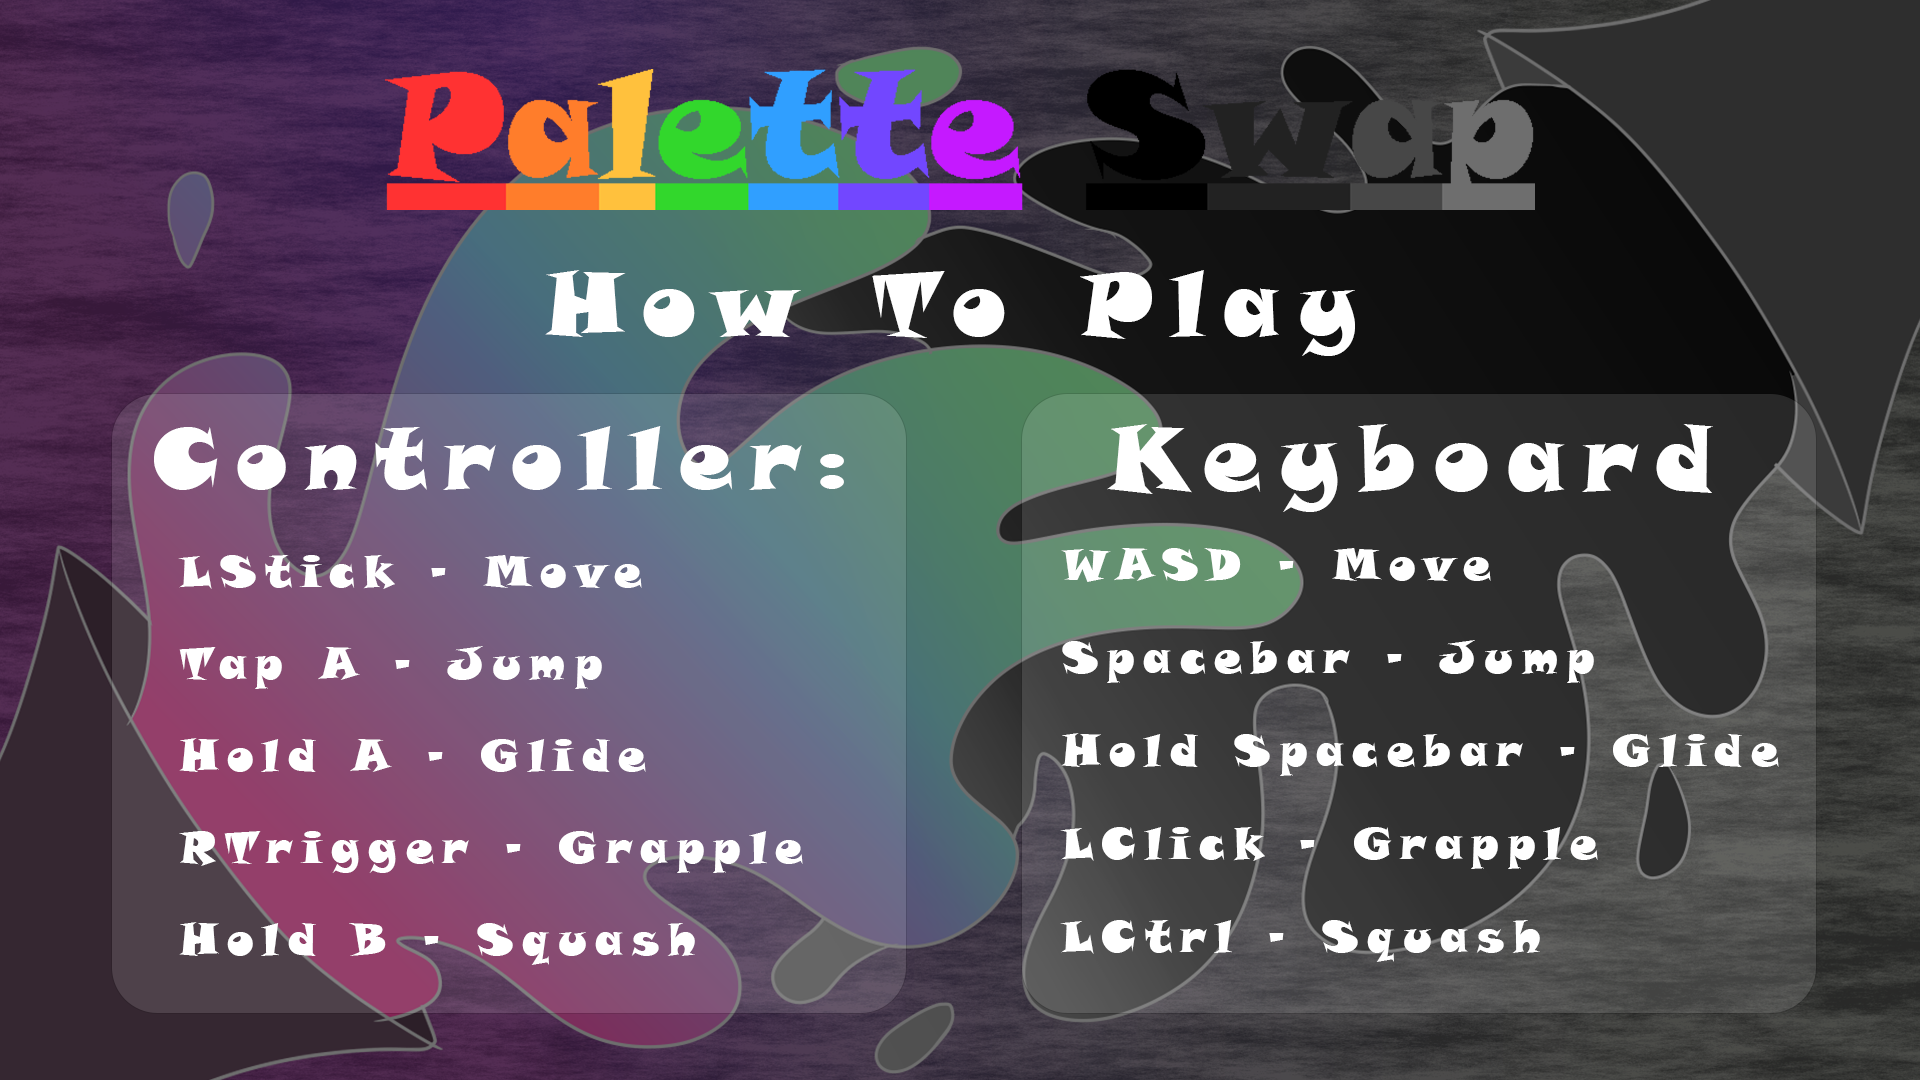 Palette Swap
How To Play
Controller:
LStick - Move
Tap A - Jump
Hold A - Glide
RTrigger - Grapple
Hold B - Squash
Keyboard
WASD - Move
Spacebar - Jump
Hold Spacebar - Glide
LClick - Grapple
LCtrl - Squash